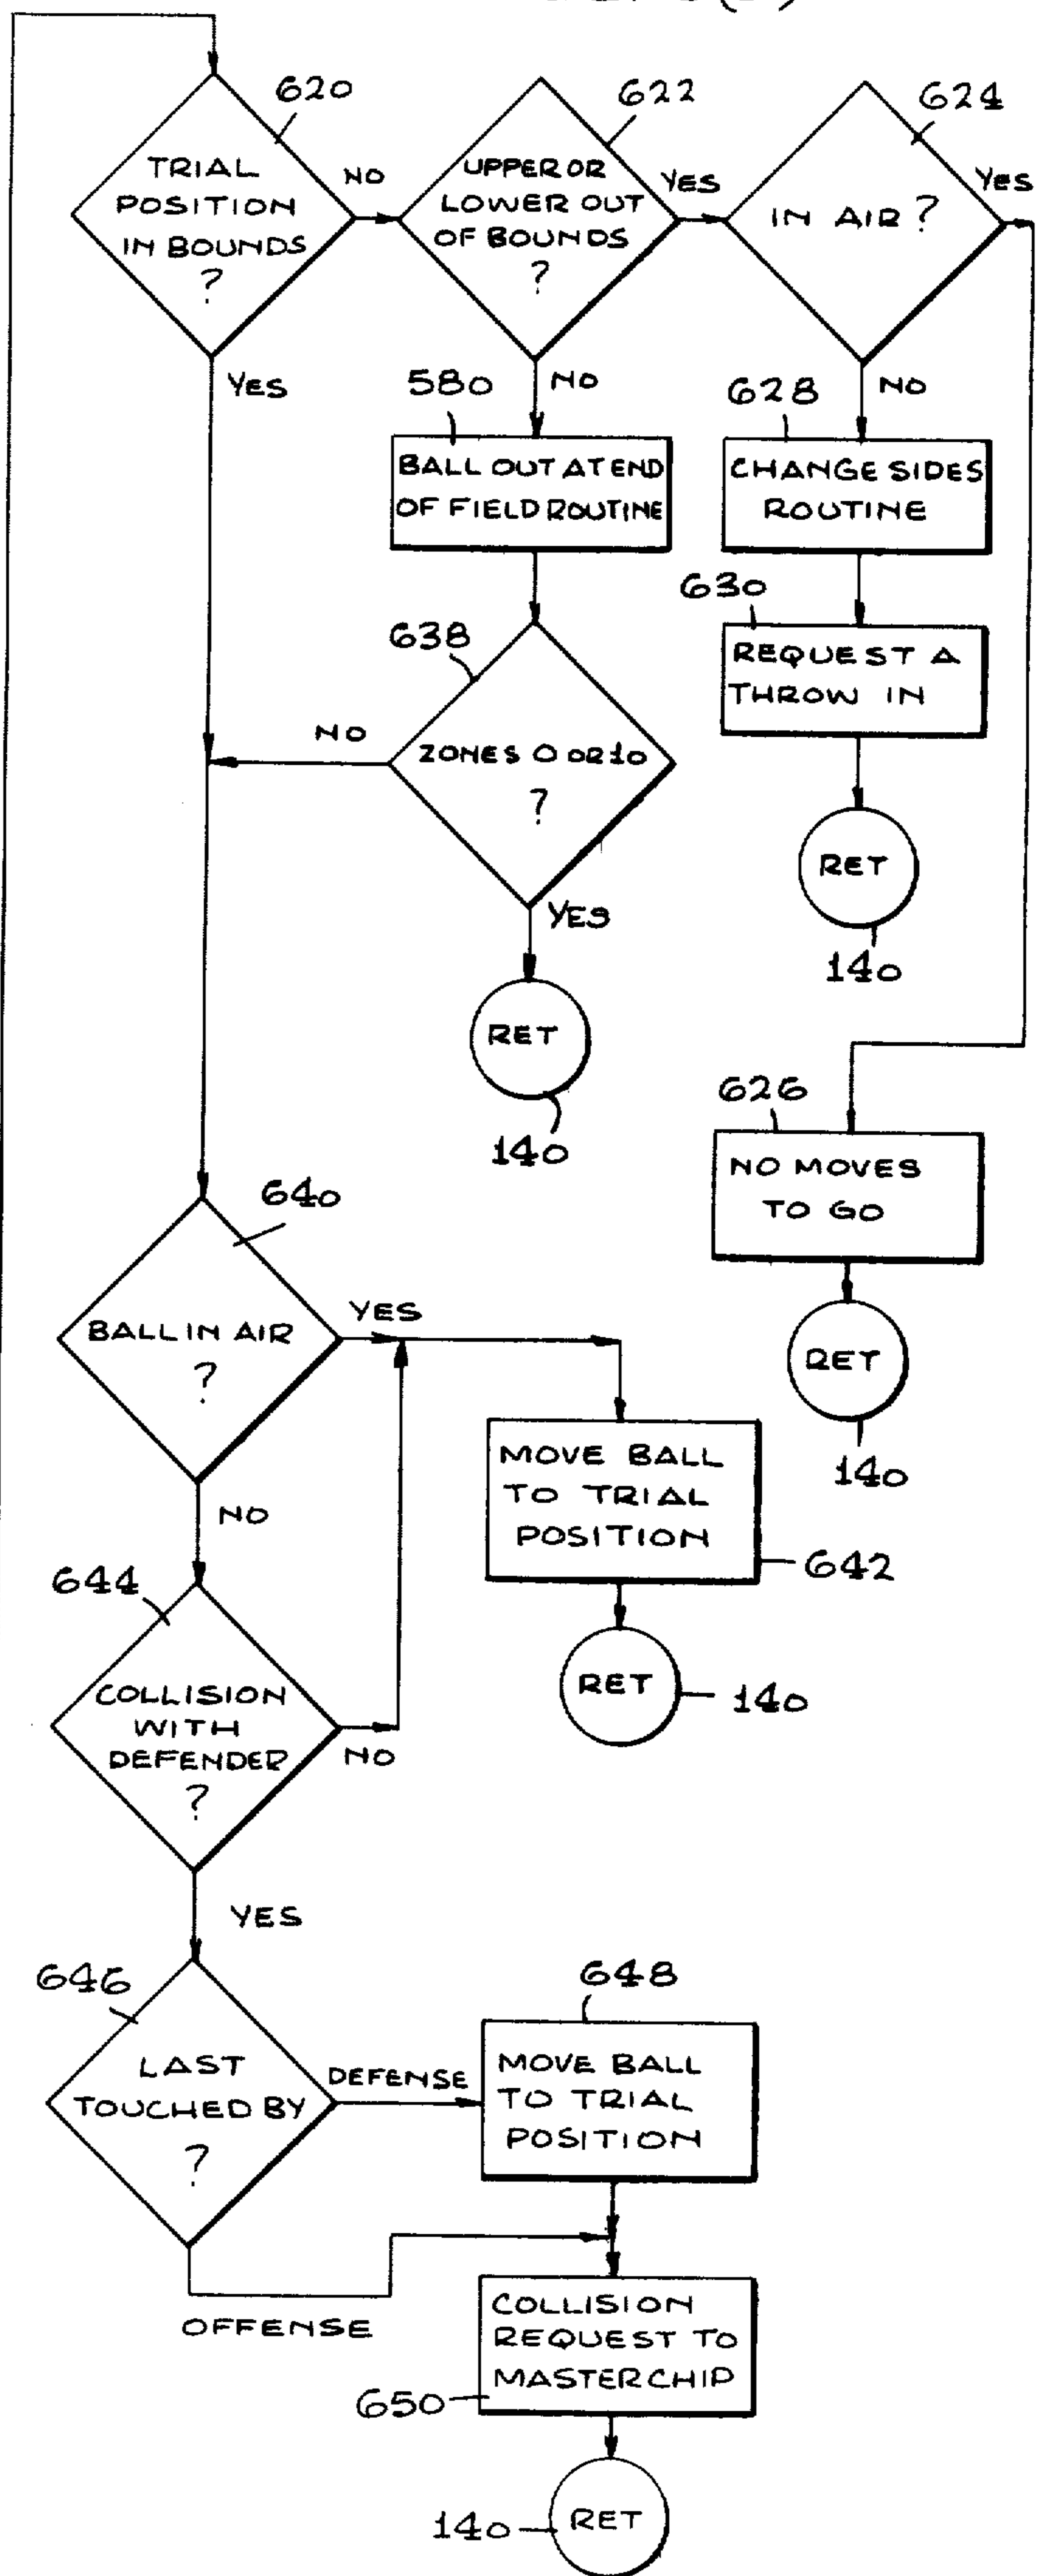 620
TRIAL
POSITION
IN BOUNDS
?
NO
YES
622
UPPER OR
LOWER OUT
OF BOUNDS
?
YES
NO
624
IN AIR ?
YES
NO
580
BALL OUT AT END
OF FIELD ROUTINE
628
CHANGE SIDES
ROUTINE
630
REQUEST A
THROW IN
RET
140
638
ZONES 0 OR 10
?
NO
YES
RET
140
626
NO MOVES
TO GO
RET
140
640
BALL IN AIR
?
YES
NO
MOVE BALL
TO TRIAL
POSITION
642
RET
140
644
COLLISION
WITH
DEFENDER
?
NO
YES
646
LAST
TOUCHED BY
?
DEFENSE
OFFENSE
648
MOVE BALL
TO TRIAL
POSITION
COLLISION
REQUEST TO
MASTER CHIP
650
RET
140